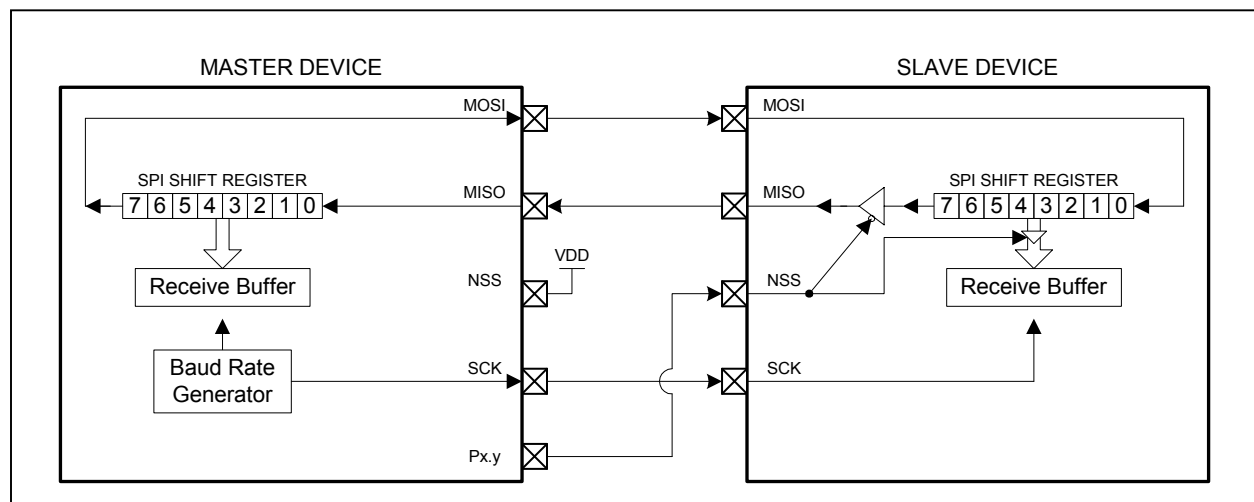 MASTER DEVICE
MOSI
SPI SHIFT REGISTER
7 6 5 4 3 2 1 0
MISO
Receive Buffer
NSS
VDD
Baud Rate
Generator
SCK
Px.y
SLAVE DEVICE
MOSI
MISO
SPI SHIFT REGISTER
7 6 5 4 3 2 1 0
NSS
Receive Buffer
SCK